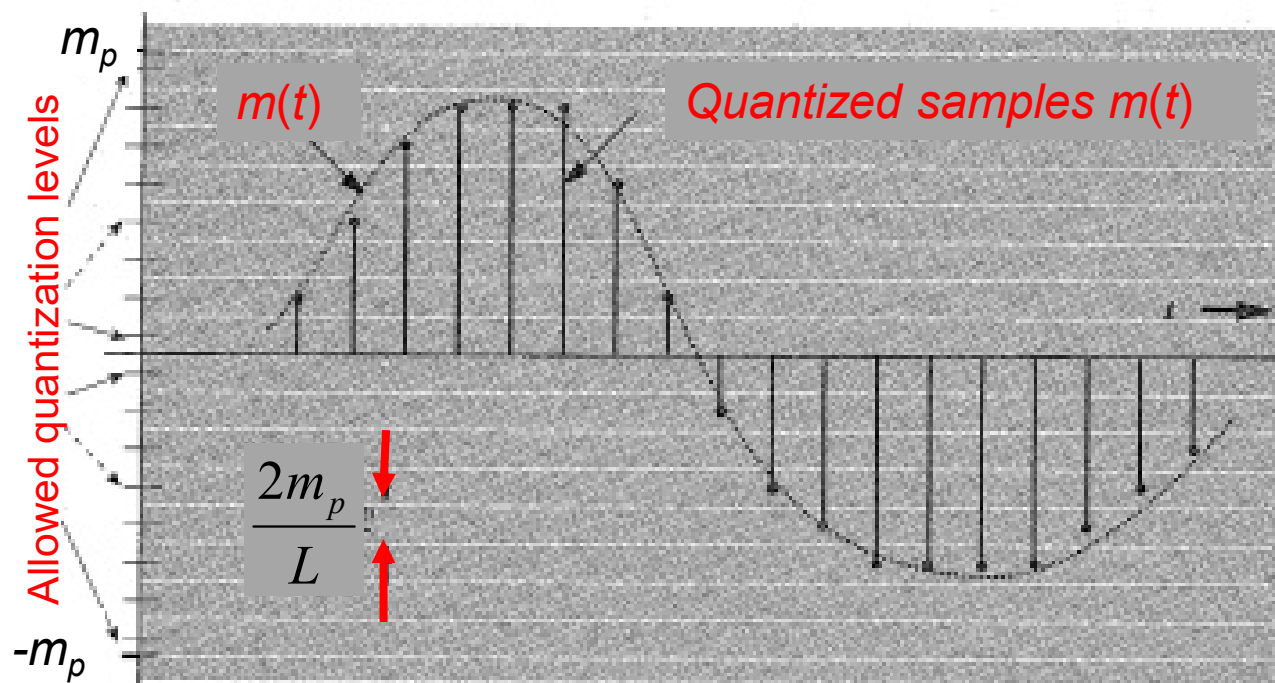 m_p
m(t)
Quantized samples m(t)
Allowed quantization levels
t
2m_p
L
-m_p